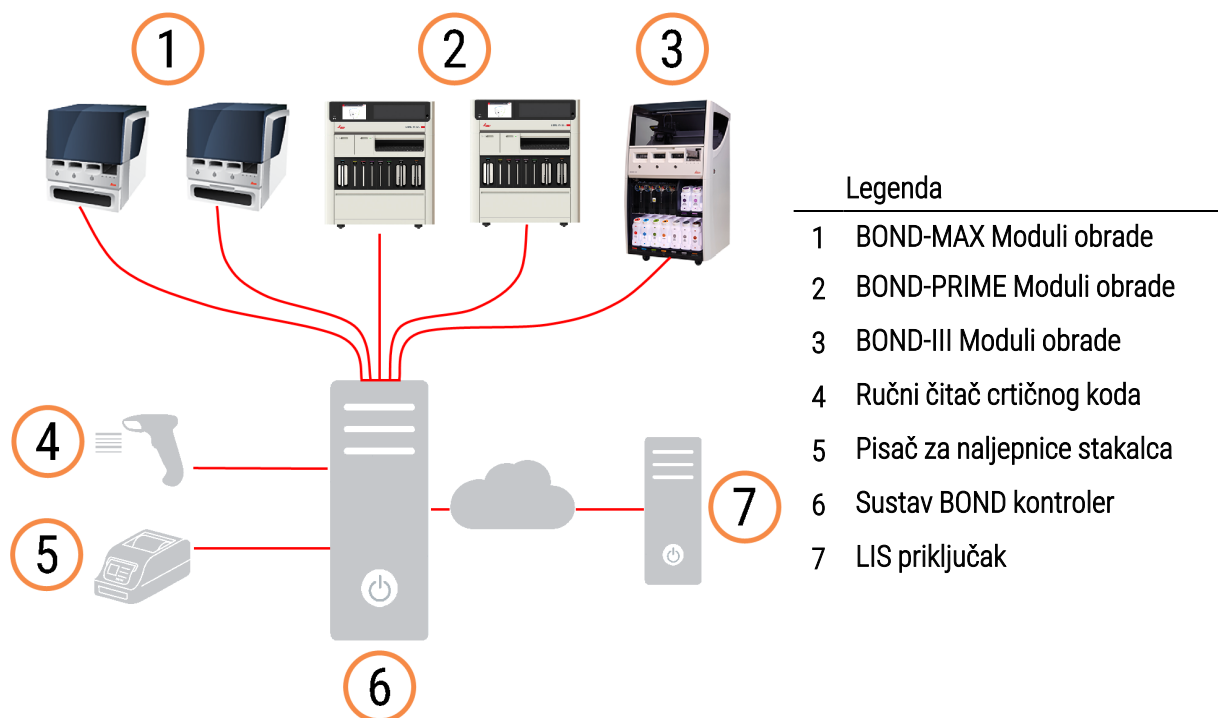 1
2
3
4
5
6
7
Legenda
1 BOND-MAX Moduli obrade
2 BOND-PRIME Moduli obrade
3 BOND-III Moduli obrade
4 Ručni čitač crtičnog koda
5 Pisač za naljepnice stakalca
6 Sustav BOND kontroler
7 LIS priključak